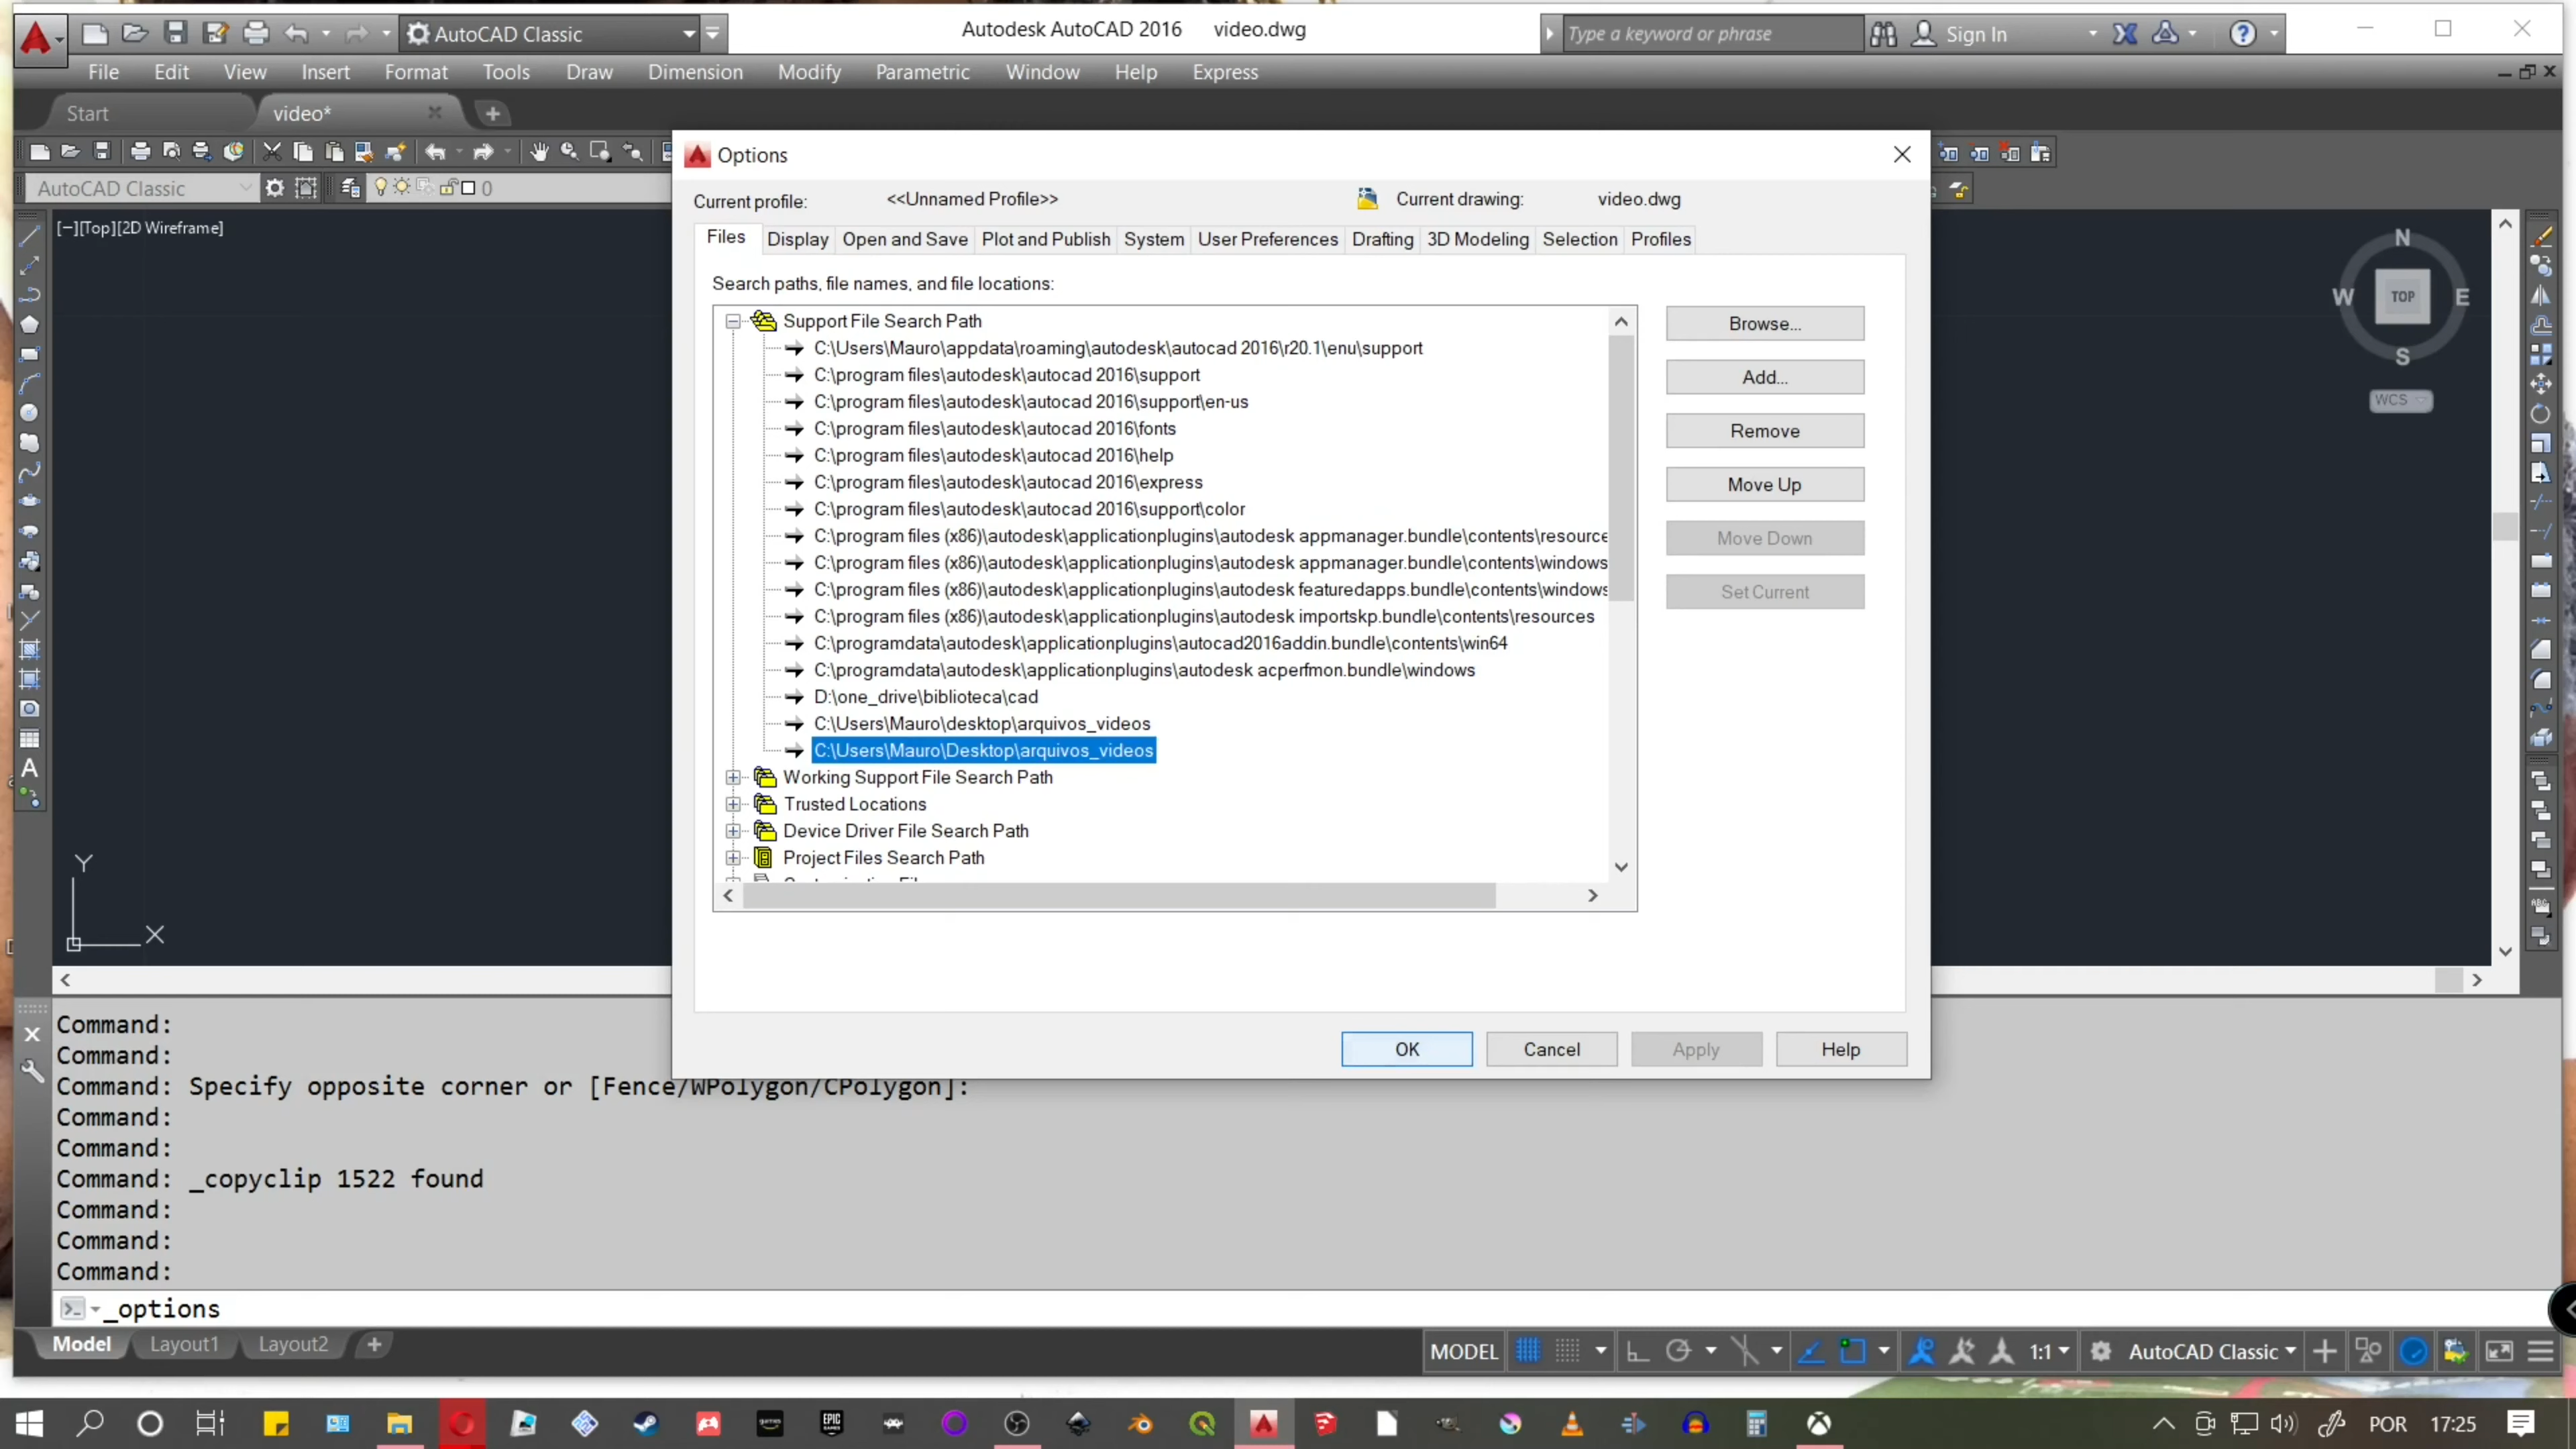 AutoCAD Classic
Autodesk AutoCAD 2016 video.dwg
Type a keyword or phrase
Sign In
File Edit View Insert Format Tools Draw Dimension Modify Parametric Window Help Express
Start
video*
AutoCAD Classic
0
[−][Top][2D Wireframe]
Options
Current profile: <<Unnamed Profile>> Current drawing: video.dwg
Files Display Open and Save Plot and Publish System User Preferences Drafting 3D Modeling Selection Profiles
Search paths, file names, and file locations:
Support File Search Path
C:\Users\Mauro\appdata\roaming\autodesk\autocad 2016\r20.1\enu\support
C:\program files\autodesk\autocad 2016\support
C:\program files\autodesk\autocad 2016\support\en-us
C:\program files\autodesk\autocad 2016\fonts
C:\program files\autodesk\autocad 2016\help
C:\program files\autodesk\autocad 2016\express
C:\program files\autodesk\autocad 2016\support\color
C:\program files (x86)\autodesk\applicationplugins\autodesk appmanager.bundle\contents\resource
C:\program files (x86)\autodesk\applicationplugins\autodesk appmanager.bundle\contents\windows
C:\program files (x86)\autodesk\applicationplugins\autodesk featuredapps.bundle\contents\windows
C:\program files (x86)\autodesk\applicationplugins\autodesk importskp.bundle\contents\resources
C:\programdata\autodesk\applicationplugins\autocad2016addin.bundle\contents\win64
C:\programdata\autodesk\applicationplugins\autodesk acperfmon.bundle\windows
D:\one_drive\biblioteca\cad
C:\Users\Mauro\desktop\arquivos_videos
C:\Users\Mauro\Desktop\arquivos_videos
Working Support File Search Path
Trusted Locations
Device Driver File Search Path
Project Files Search Path
Browse...
Add...
Remove
Move Up
Move Down
Set Current
OK Cancel Apply Help
N
W TOP E
S
WCS
Y
X
Command:
Command:
Command: Specify opposite corner or [Fence/WPolygon/CPolygon]:
Command:
Command:
Command: _copyclip 1522 found
Command:
Command:
Command:
_options
Model Layout1 Layout2
MODEL 1:1 AutoCAD Classic
POR 17:25